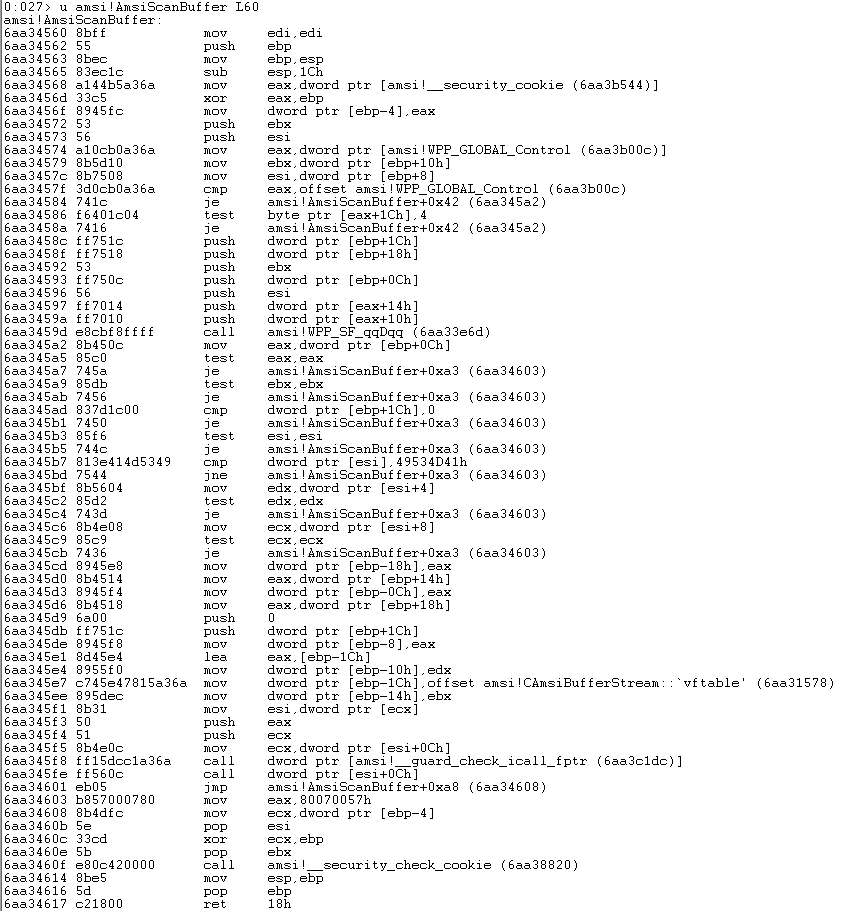 0:027> u amsi!AmsiScanBuffer L60
amsi!AmsiScanBuffer:
6aa34560 8bff mov edi,edi
6aa34562 55 push ebp
6aa34563 8bec mov ebp,esp
6aa34565 83ec1c sub esp,1Ch
6aa34568 a144b5a36a mov eax,dword ptr [amsi!__security_cookie (6aa3b544)]
6aa3456d 33c5 xor eax,ebp
6aa3456f 8945fc mov dword ptr [ebp-4],eax
6aa34572 53 push ebx
6aa34573 56 push esi
6aa34574 a10cb0a36a mov eax,dword ptr [amsi!WPP_GLOBAL_Control (6aa3b00c)]
6aa34579 8b5d10 mov ebx,dword ptr [ebp+10h]
6aa3457c 8b7508 mov esi,dword ptr [ebp+8]
6aa3457f 3d0cb0a36a cmp eax,offset amsi!WPP_GLOBAL_Control (6aa3b00c)
6aa34584 741c je amsi!AmsiScanBuffer+0x42 (6aa345a2)
6aa34586 f6401c04 test byte ptr [eax+1Ch],4
6aa3458a 7416 je amsi!AmsiScanBuffer+0x42 (6aa345a2)
6aa3458c ff751c push dword ptr [ebp+1Ch]
6aa3458f ff7518 push dword ptr [ebp+18h]
6aa34592 53 push ebx
6aa34593 ff750c push dword ptr [ebp+0Ch]
6aa34596 56 push esi
6aa34597 ff7014 push dword ptr [eax+14h]
6aa3459a ff7010 push dword ptr [eax+10h]
6aa3459d e8cbf8ffff call amsi!WPP_SF_qqDqq (6aa33e6d)
6aa345a2 8b450c mov eax,dword ptr [ebp+0Ch]
6aa345a5 85c0 test eax,eax
6aa345a7 745a je amsi!AmsiScanBuffer+0xa3 (6aa34603)
6aa345a9 85db test ebx,ebx
6aa345ab 7456 je amsi!AmsiScanBuffer+0xa3 (6aa34603)
6aa345ad 837d1c00 cmp dword ptr [ebp+1Ch],0
6aa345b1 7450 je amsi!AmsiScanBuffer+0xa3 (6aa34603)
6aa345b3 85f6 test esi,esi
6aa345b5 744c je amsi!AmsiScanBuffer+0xa3 (6aa34603)
6aa345b7 813e414d5349 cmp dword ptr [esi],49534D41h
6aa345bd 7544 jne amsi!AmsiScanBuffer+0xa3 (6aa34603)
6aa345bf 8b5604 mov edx,dword ptr [esi+4]
6aa345c2 85d2 test edx,edx
6aa345c4 743d je amsi!AmsiScanBuffer+0xa3 (6aa34603)
6aa345c6 8b4e08 mov ecx,dword ptr [esi+8]
6aa345c9 85c9 test ecx,ecx
6aa345cb 7436 je amsi!AmsiScanBuffer+0xa3 (6aa34603)
6aa345cd 8945e8 mov dword ptr [ebp-18h],eax
6aa345d0 8b4514 mov eax,dword ptr [ebp+14h]
6aa345d3 8945f4 mov dword ptr [ebp-0Ch],eax
6aa345d6 8b4518 mov eax,dword ptr [ebp+18h]
6aa345d9 6a00 push 0
6aa345db ff751c push dword ptr [ebp+1Ch]
6aa345de 8945f8 mov dword ptr [ebp-8],eax
6aa345e1 8d45e4 lea eax,[ebp-1Ch]
6aa345e4 8955f0 mov dword ptr [ebp-10h],edx
6aa345e7 c745e47815a36a mov dword ptr [ebp-1Ch],offset amsi!CAmsiBufferStream::`vftable' (6aa31578)
6aa345ee 895dec mov dword ptr [ebp-14h],ebx
6aa345f1 8b31 mov esi,dword ptr [ecx]
6aa345f3 50 push eax
6aa345f4 51 push ecx
6aa345f5 8b4e0c mov ecx,dword ptr [esi+0Ch]
6aa345f8 ff15dcc1a36a call dword ptr [amsi!__guard_check_icall_fptr (6aa3c1dc)]
6aa345fe ff560c call dword ptr [esi+0Ch]
6aa34601 eb05 jmp amsi!AmsiScanBuffer+0xa8 (6aa34608)
6aa34603 b857000780 mov eax,80070057h
6aa34608 8b4dfc mov ecx,dword ptr [ebp-4]
6aa3460b 5e pop esi
6aa3460c 33cd xor ecx,ebp
6aa3460e 5b pop ebx
6aa3460f e80c420000 call amsi!__security_check_cookie (6aa38820)
6aa34614 8be5 mov esp,ebp
6aa34616 5d pop ebp
6aa34617 c21800 ret 18h